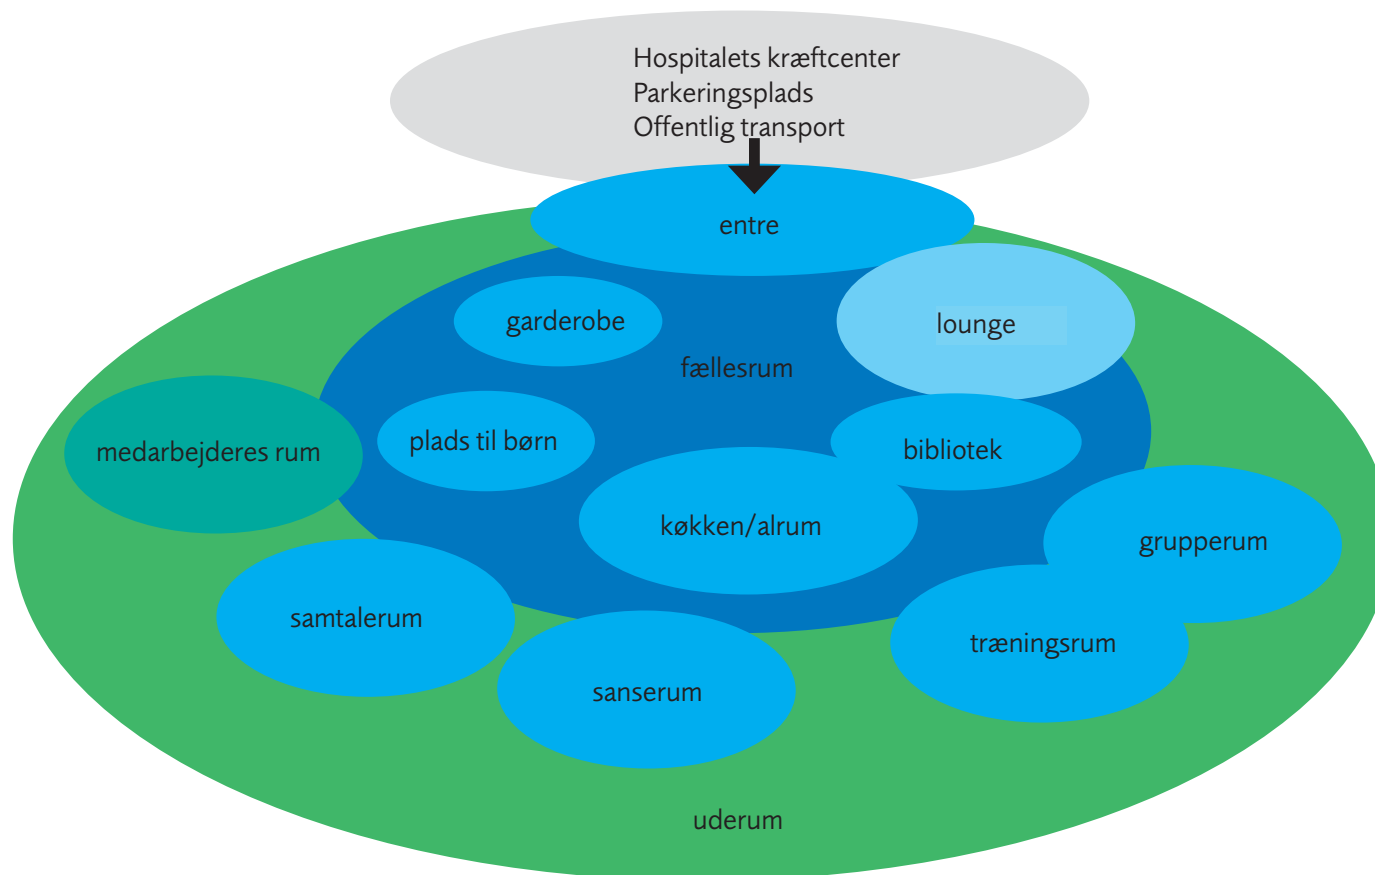 Hospitalets kræftcenter
Parkeringsplads
Offentlig transport
entre
garderobe
lounge
fællesrum
medarbejderes rum
plads til børn
bibliotek
køkken/alrum
grupperum
samtalerum
træningsrum
sanserum
uderum